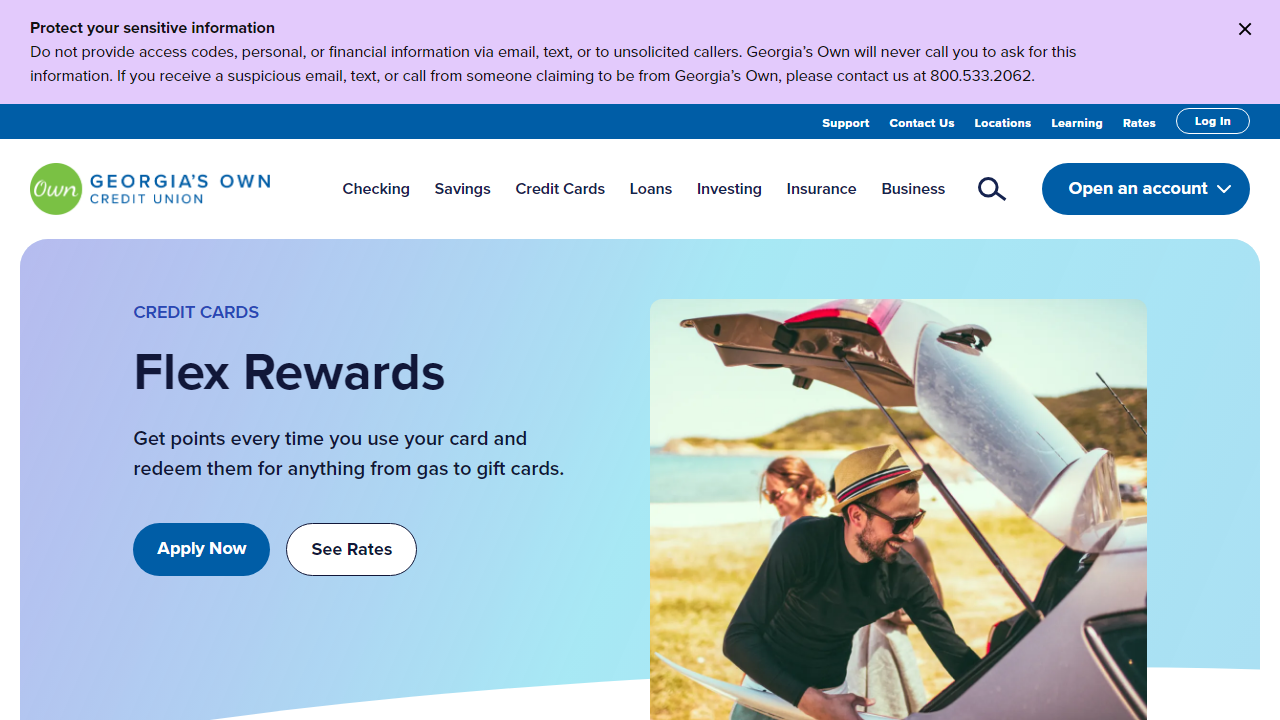 Protect your sensitive information
Do not provide access codes, personal, or financial information via email, text, or to unsolicited callers. Georgia's Own will never call you to ask for this
information. If you receive a suspicious email, text, or call from someone claiming to be from Georgia's Own, please contact us at 800.533.2062.
Support Contact Us Locations Learning Rates Log In
Own GEORGIA'S OWN
CREDIT UNION
Checking Savings Credit Cards Loans Investing Insurance Business Open an account
CREDIT CARDS
Flex Rewards
Get points every time you use your card and
redeem them for anything from gas to gift cards.
Apply Now See Rates